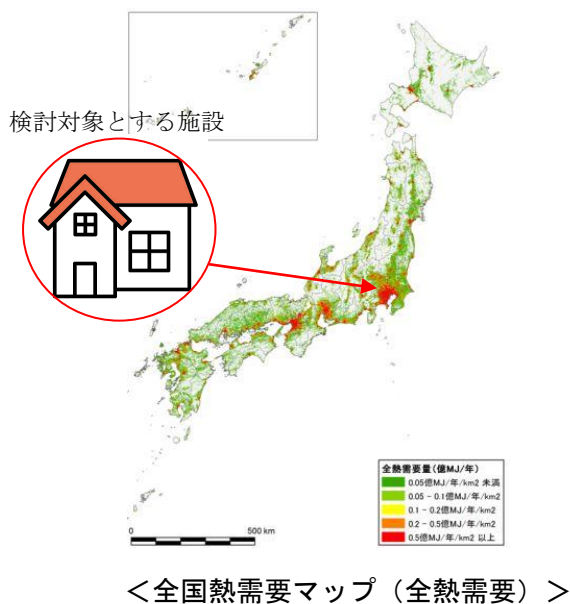 検討対象とする施設
全熱需要量(億MJ/年)
0.05億MJ/年/km2 未満
0.05 - 0.1億MJ/年/km2
0.1 - 0.2億MJ/年/km2
0.2 - 0.5億MJ/年/km2
0.5億MJ/年/km2 以上
0 500 km
＜全国熱需要マップ（全熱需要）＞